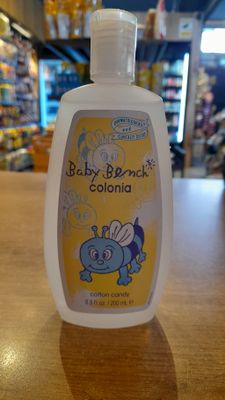 Baby Bench
colonia
cotton candy
6.8 fl oz / 200 mL e